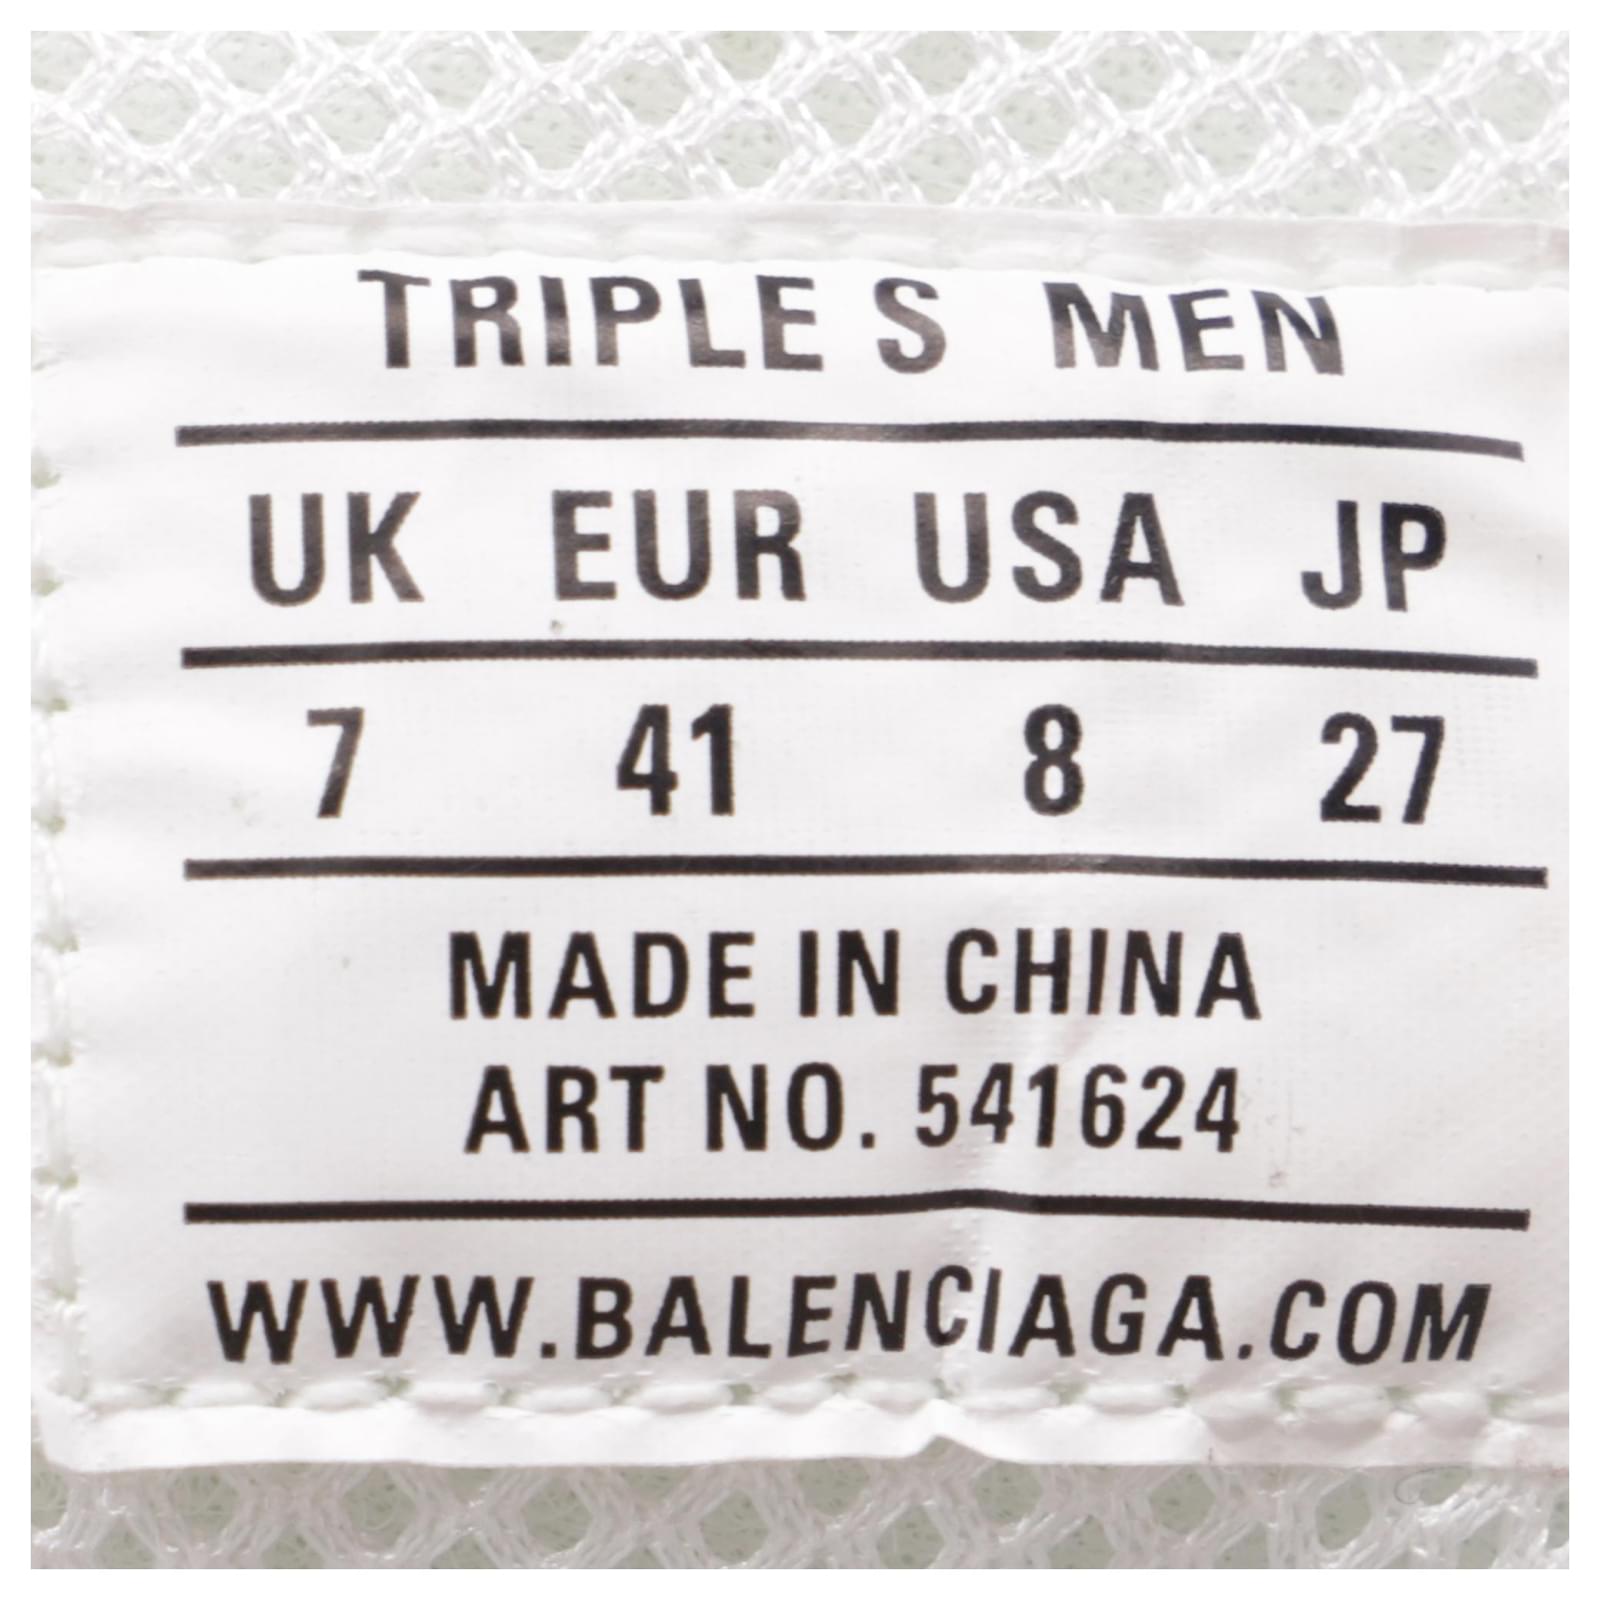 TRIPLE S MEN
UK EUR USA JP
7 41 8 27
MADE IN CHINA
ART NO. 541624
WWW.BALENCIAGA.COM